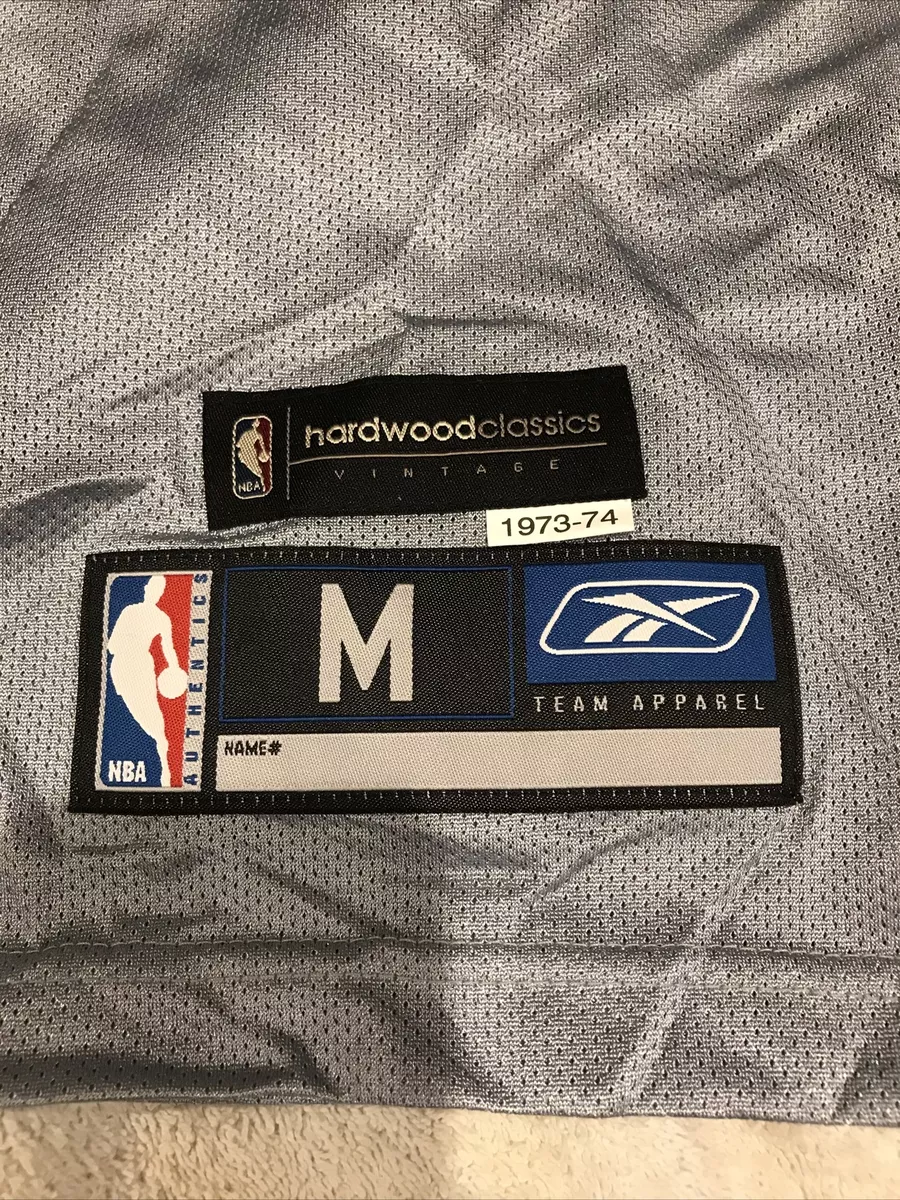 NBA
hardwoodclassics
VINTAGE
1973-74
NBA
AUTHENTICS
M
TEAM APPAREL
NAME#